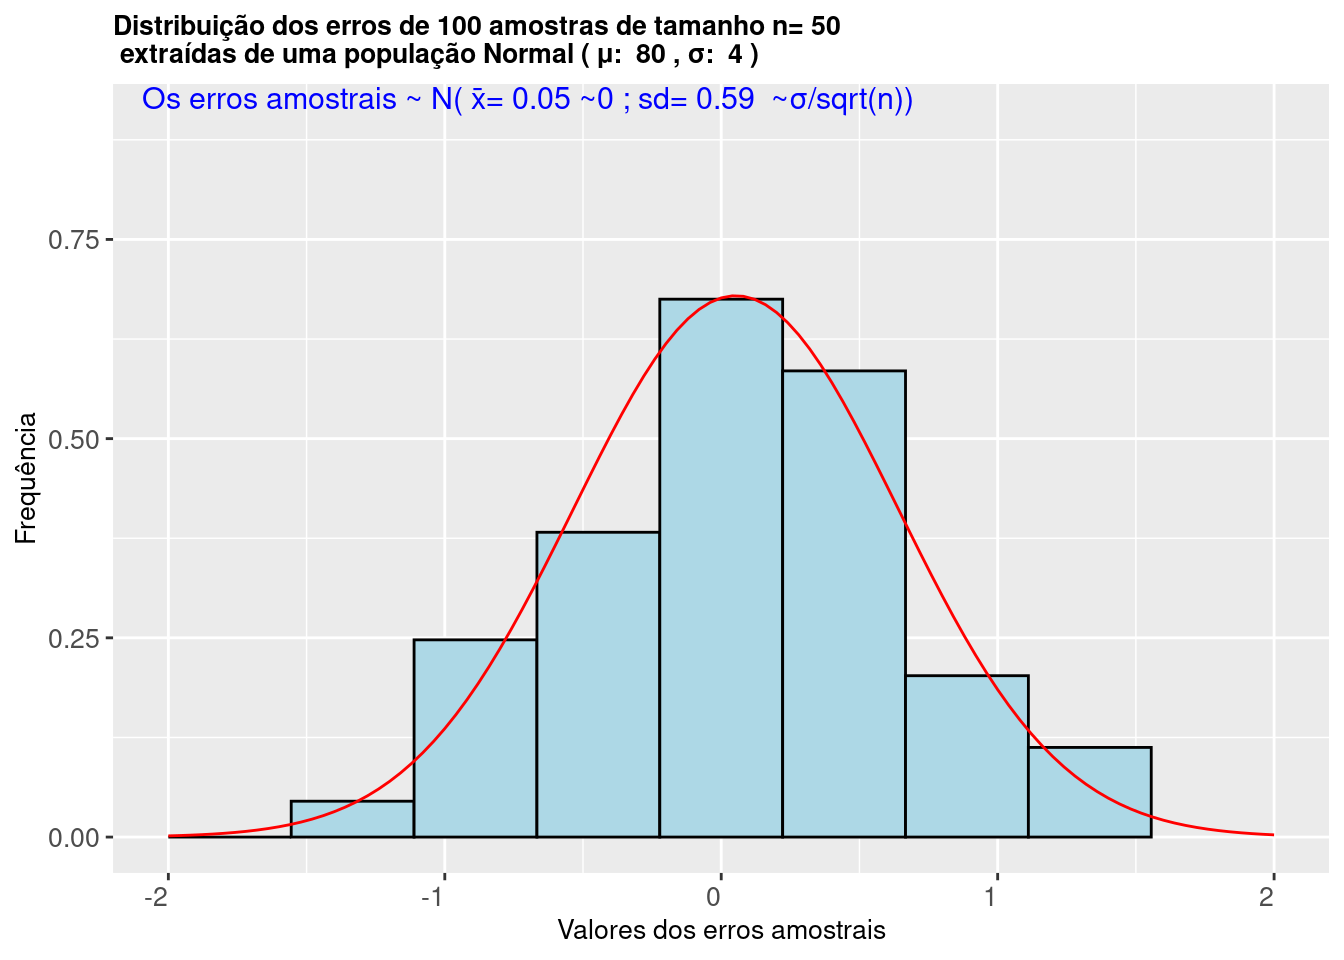 Distribuição dos erros de 100 amostras de tamanho n= 50
extraídas de uma população Normal ( μ:  80 , σ:  4 )
Os erros amostrais ~ N( x̄= 0.05 ~0 ; sd= 0.59  ~σ/sqrt(n))
0.75
0.50
0.25
0.00
Frequência
-2
-1
0
1
2
Valores dos erros amostrais